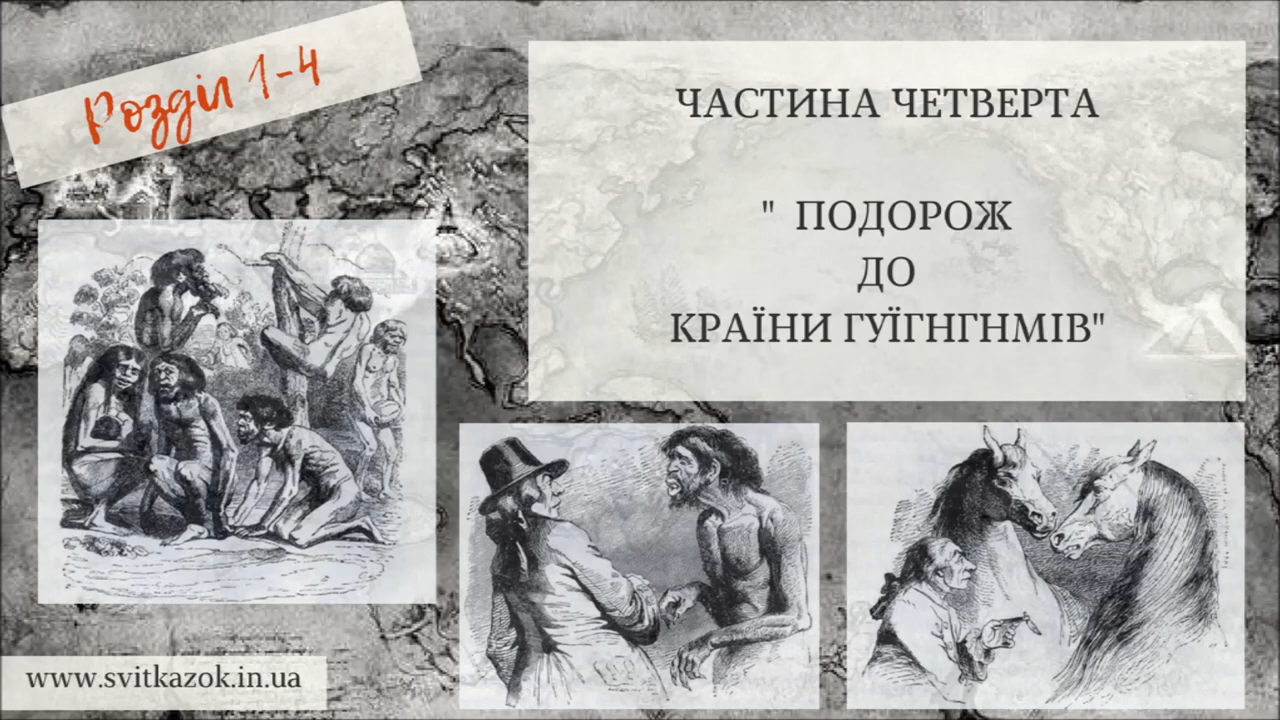 Розділ 1-4
ЧАСТИНА ЧЕТВЕРТА
" ПОДОРОЖ
ДО
КРАЇНИ ГУЇГНГНМІВ"
www.svitkazok.in.ua